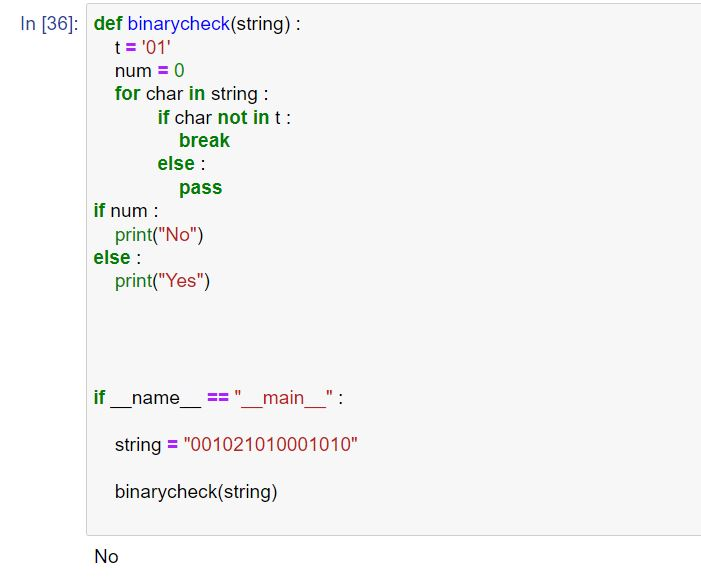 In [36]: def binarycheck(string) :
t = '01'
num = 0
for char in string :
if char not in t :
break
else :
pass
if num :
print("No")
else :
print("Yes")
if __name__ == "__main__" :
string = "001021010001010"
binarycheck(string)
No